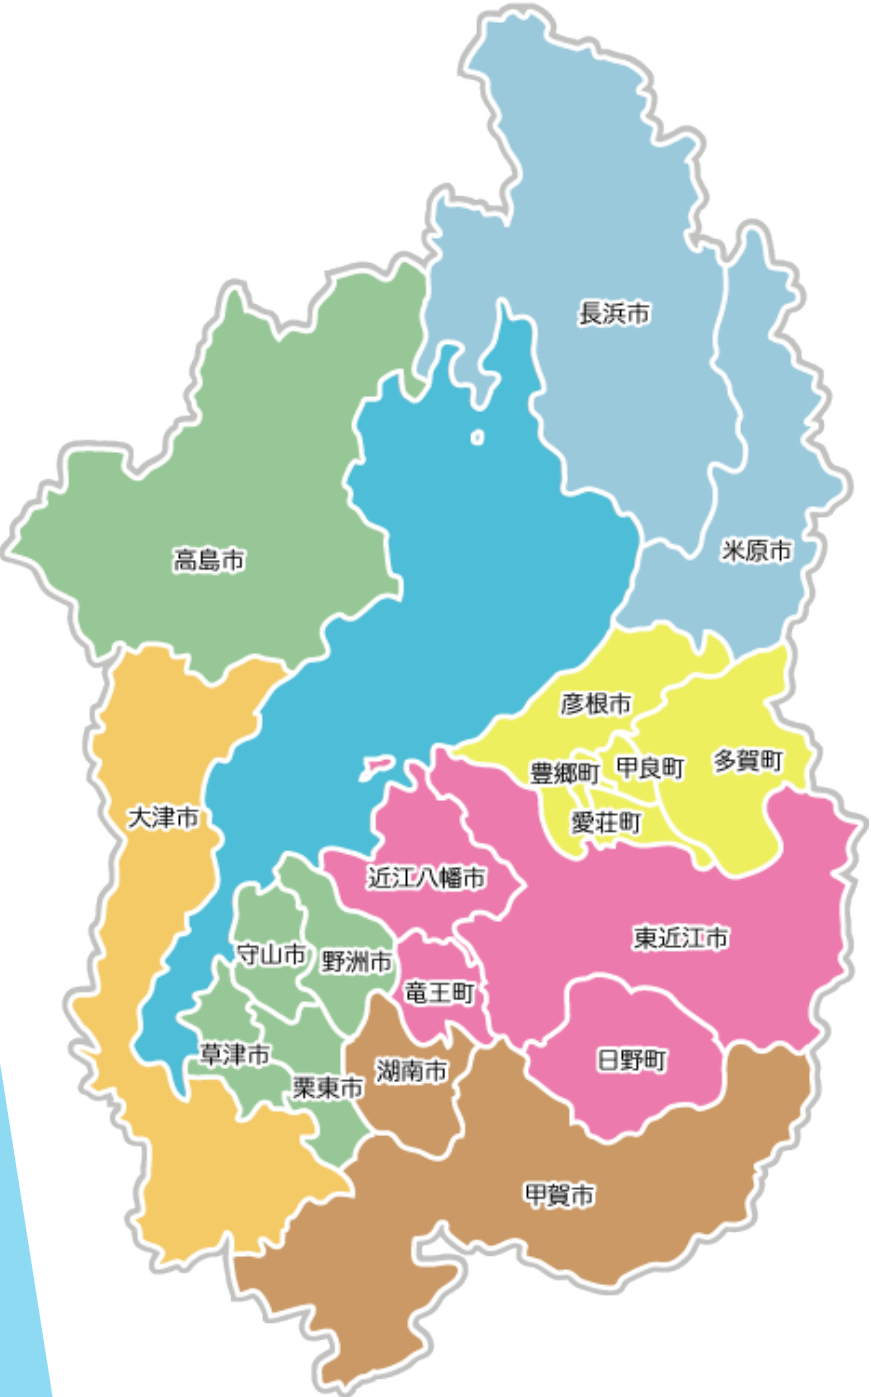 長浜市
米原市
高島市
彦根市
多賀町
甲良町
豊郷町
愛荘町
大津市
近江八幡市
東近江市
守山市
野洲市
竜王町
草津市
栗東市
湖南市
日野町
甲賀市